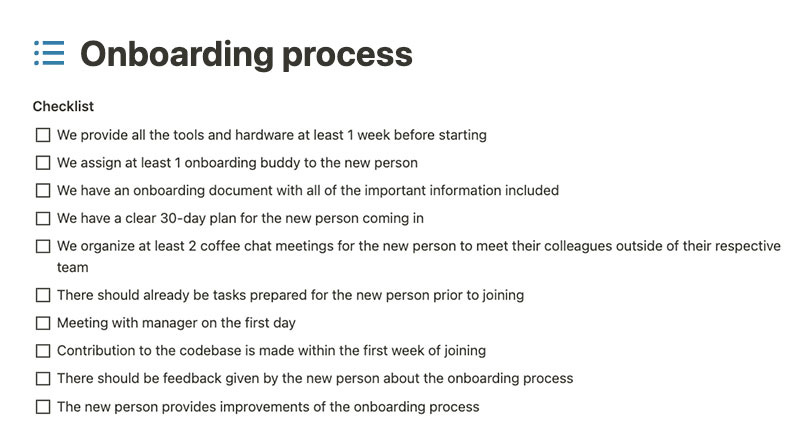 Onboarding process
Checklist
We provide all the tools and hardware at least 1 week before starting
We assign at least 1 onboarding buddy to the new person
We have an onboarding document with all of the important information included
We have a clear 30-day plan for the new person coming in
We organize at least 2 coffee chat meetings for the new person to meet their colleagues outside of their respective
team
There should already be tasks prepared for the new person prior to joining
Meeting with manager on the first day
Contribution to the codebase is made within the first week of joining
There should be feedback given by the new person about the onboarding process
The new person provides improvements of the onboarding process